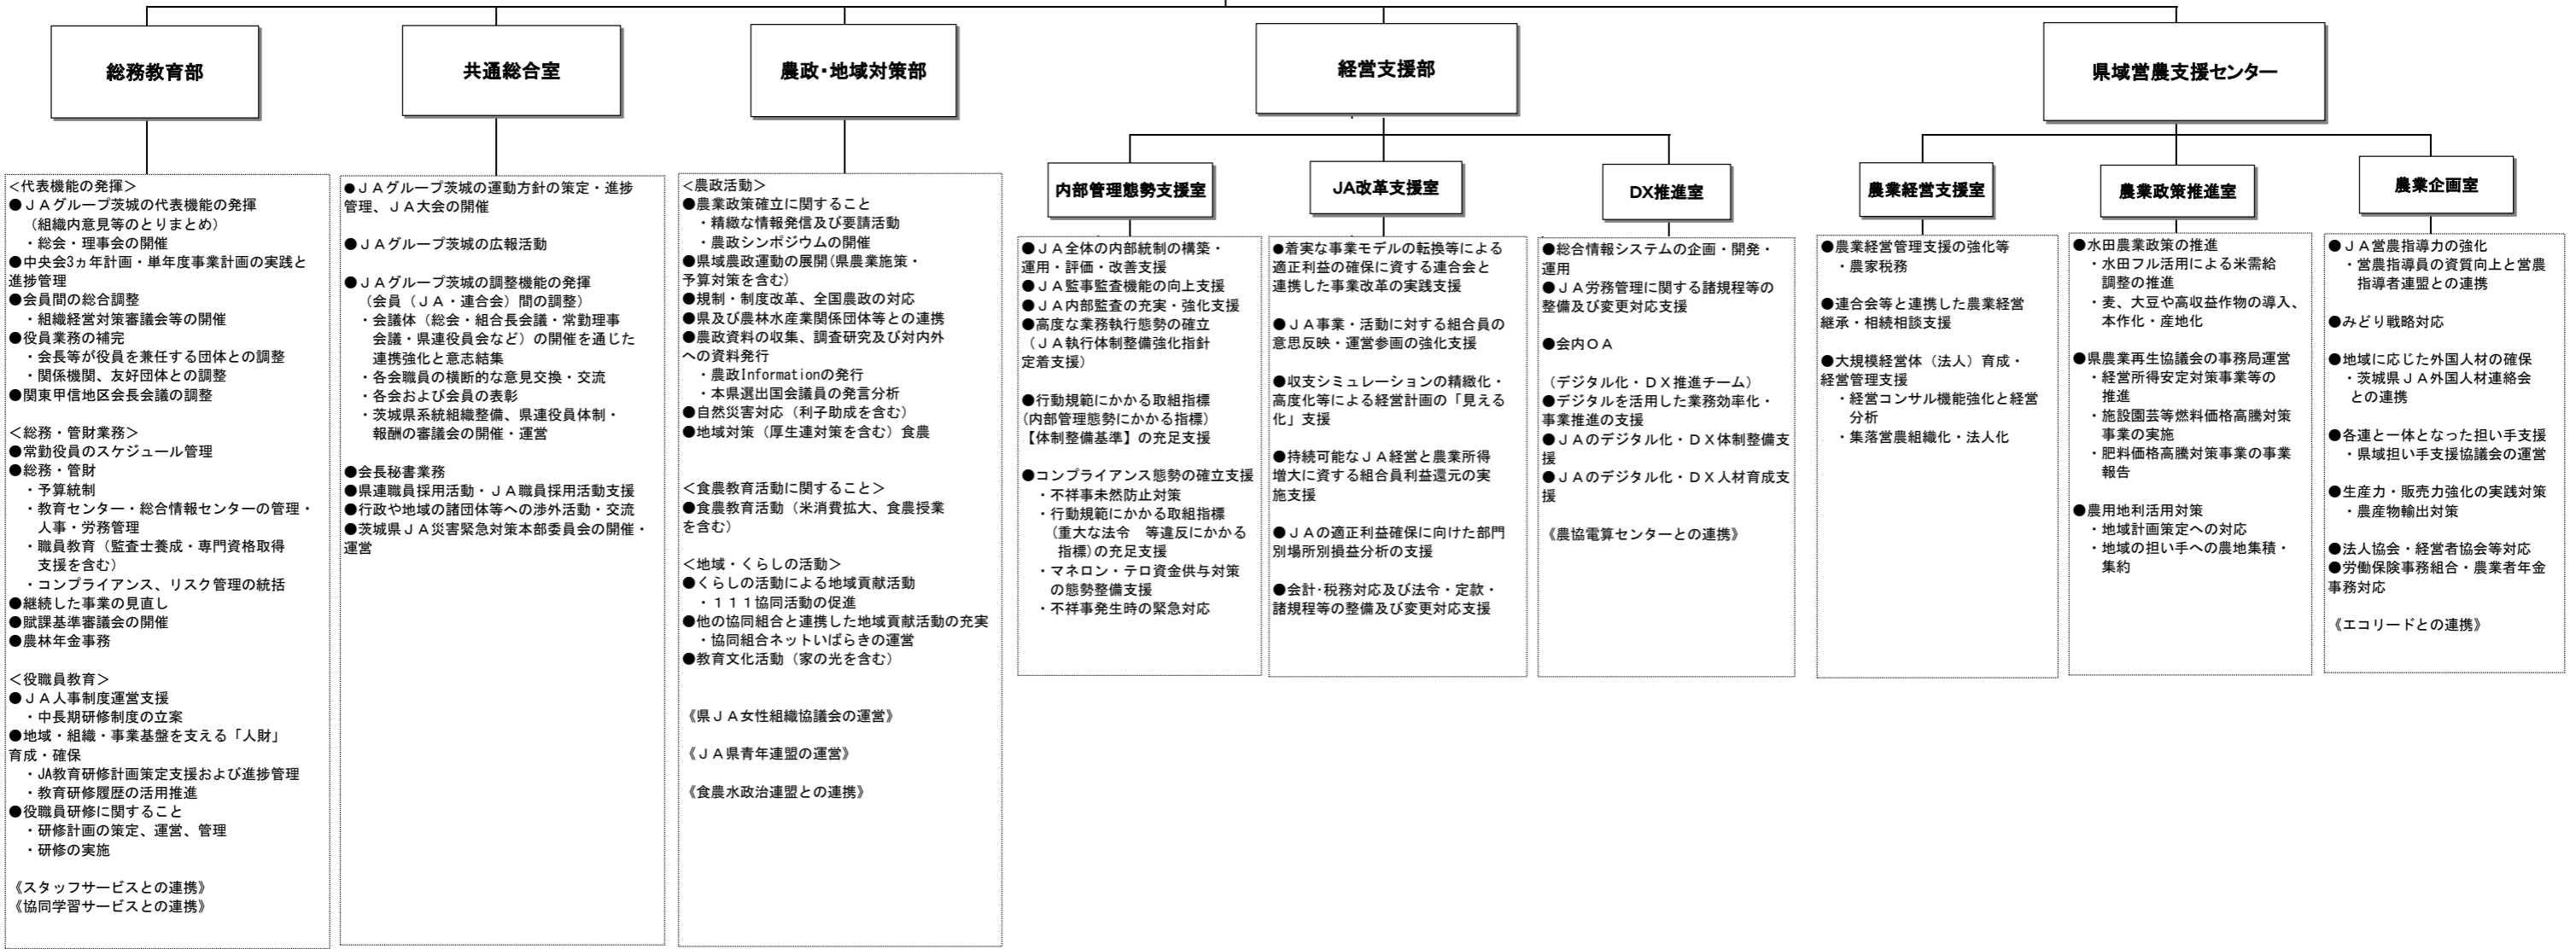 総務教育部
共通総合室
農政・地域対策部
経営支援部
県域営農支援センター
<代表機能の発揮>
●ＪＡグループ茨城の代表機能の発揮
（組織内意見等のとりまとめ）
・総会・理事会の開催
●中央会3ヵ年計画・単年度事業計画の実践と
進捗管理
●会員間の総合調整
・組織経営対策審議会等の開催
●役員業務の補完
・会長等が役員を兼任する団体との調整
・関係機関、友好団体との調整
●関東甲信地区会長会議の調整
<総務・管財業務>
●常勤役員のスケジュール管理
●総務・管財
・予算統制
・教育センター・総合情報センターの管理・
人事・労務管理
・職員教育（監査士養成・専門資格取得
支援を含む）
・コンプライアンス、リスク管理の統括
●継続した事業の見直し
●賦課基準審議会の開催
●農林年金事務
<役職員教育>
●ＪＡ人事制度運営支援
・中長期研修制度の立案
●地域・組織・事業基盤を支える「人財」
育成・確保
・JA教育研修計画策定支援および進捗管理
・教育研修履歴の活用推進
●役職員研修に関すること
・研修計画の策定、運営、管理
・研修の実施
《スタッフサービスとの連携》
《協同学習サービスとの連携》
●ＪＡグループ茨城の運動方針の策定・進捗
管理、ＪＡ大会の開催
●ＪＡグループ茨城の広報活動
●ＪＡグループ茨城の調整機能の発揮
（会員（ＪＡ・連合会）間の調整）
・会議体（総会・組合長会議・常勤理事
会議・県連役員会など）の開催を通じた
連携強化と意志結集
・各会職員の横断的な意見交換・交流
・各会および会員の表彰
・茨城県系統組織整備、県連役員体制・
報酬の審議会の開催・運営
●会長秘書業務
●県連職員採用活動・ＪＡ職員採用活動支援
●行政や地域の諸団体等への渉外活動・交流
●茨城県ＪＡ災害緊急対策本部委員会の開催・
運営
<農政活動>
●農業政策確立に関すること
・精緻な情報発信及び要請活動
・農政シンポジウムの開催
●県域農政運動の展開(県農業施策・
予算対策を含む）
●規制・制度改革、全国農政の対応
●県及び農林水産業関係団体等との連携
●農政資料の収集、調査研究及び対内外
への資料発行
・農政Informationの発行
・本県選出国会議員の発言分析
●自然災害対応（利子助成を含む）
●地域対策（厚生連対策を含む）食農
<食農教育活動に関すること>
●食農教育活動（米消費拡大、食農授業
を含む）
<地域・くらしの活動>
●くらしの活動による地域貢献活動
・１１１協同活動の促進
●他の協同組合と連携した地域貢献活動の充実
・協同組合ネットいばらきの運営
●教育文化活動（家の光を含む）
《県ＪＡ女性組織協議会の運営》
《ＪＡ県青年連盟の運営》
《食農水政治連盟との連携》
内部管理態勢支援室
●ＪＡ全体の内部統制の構築・
運用・評価・改善支援
●ＪＡ監事監査機能の向上支援
●ＪＡ内部監査の充実・強化支援
●高度な業務執行態勢の確立
（ＪＡ執行体制整備強化指針
定着支援）
●行動規範にかかる取組指標
(内部管理態勢にかかる指標）
【体制整備基準】の充足支援
●コンプライアンス態勢の確立支援
・不祥事未然防止対策
・行動規範にかかる取組指標
(重大な法令　等違反にかかる
指標)の充足支援
・マネロン・テロ資金供与対策
の態勢整備支援
・不祥事発生時の緊急対応
JA改革支援室
●着実な事業モデルの転換等による
適正利益の確保に資する連合会と
連携した事業改革の実践支援
●ＪＡ事業・活動に対する組合員の
意思反映・運営参画の強化支援
●収支シミュレーションの精緻化・
高度化等による経営計画の「見える
化」支援
●持続可能なＪＡ経営と農業所得
増大に資する組合員利益還元の実
施支援
●ＪＡの適正利益確保に向けた部門
別場所別損益分析の支援
●会計･税務対応及び法令・定款・
諸規程等の整備及び変更対応支援
DX推進室
●総合情報システムの企画・開発・
運用
●ＪＡ労務管理に関する諸規程等の
整備及び変更対応支援
●会内ＯＡ
（デジタル化・ＤＸ推進チーム）
●デジタルを活用した業務効率化・
事業推進の支援
●ＪＡのデジタル化・ＤＸ体制整備支
援
●ＪＡのデジタル化・ＤＸ人材育成支
援
《農協電算センターとの連携》
農業経営支援室
●農業経営管理支援の強化等
・農家税務
●連合会等と連携した農業経営
継承・相続相談支援
●大規模経営体（法人）育成・
経営管理支援
・経営コンサル機能強化と経営
分析
・集落営農組織化・法人化
農業政策推進室
●水田農業政策の推進
・水田フル活用による米需給
調整の推進
・麦、大豆や高収益作物の導入、
本作化・産地化
●県農業再生協議会の事務局運営
・経営所得安定対策事業等の
推進
・施設園芸等燃料価格高騰対策
事業の実施
・肥料価格高騰対策事業の事業
報告
●農用地利活用対策
・地域計画策定への対応
・地域の担い手への農地集積・
集約
農業企画室
●ＪＡ営農指導力の強化
・営農指導員の資質向上と営農
指導者連盟との連携
●みどり戦略対応
●地域に応じた外国人材の確保
・茨城県ＪＡ外国人材連絡会
との連携
●各連と一体となった担い手支援
・県域担い手支援協議会の運営
●生産力・販売力強化の実践対策
・農産物輸出対策
●法人協会・経営者協会等対応
●労働保険事務組合・農業者年金
事務対応
《エコリードとの連携》